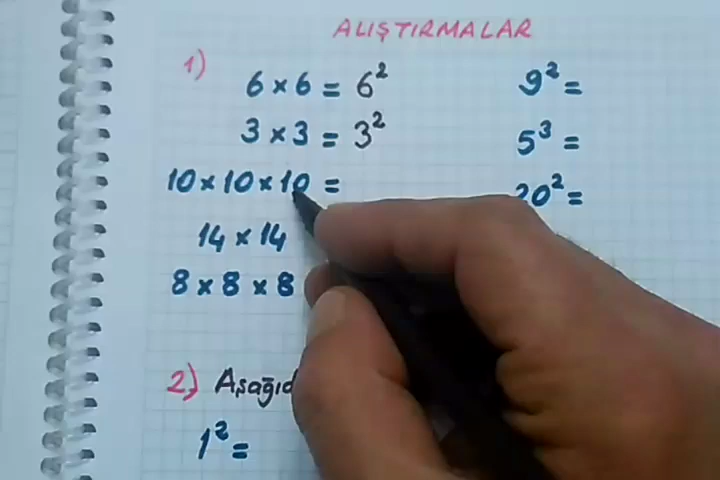 ALIŞTIRMALAR
1)
6 × 6 = 6²
3 × 3 = 3²
10 × 10 × 10 =
14 × 14
8 × 8 × 8
9² =
5³ =
20² =
2)
1² =